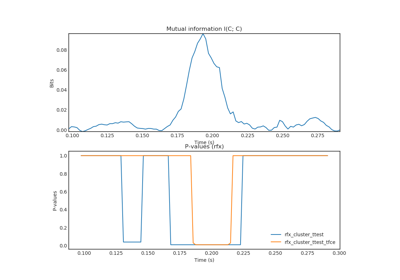 Mutual information I(C; C)
0.08
0.06
0.04
0.02
0.00
Bits
0.100 0.125 0.150 0.175 0.200 0.225 0.250 0.275
Time (s)
P-values (rfx)
1.0
0.8
0.6
0.4
0.2
0.0
P-values
rfx_cluster_ttest
rfx_cluster_ttest_tfce
0.100 0.125 0.150 0.175 0.200 0.225 0.250 0.275 0.300
Time (s)